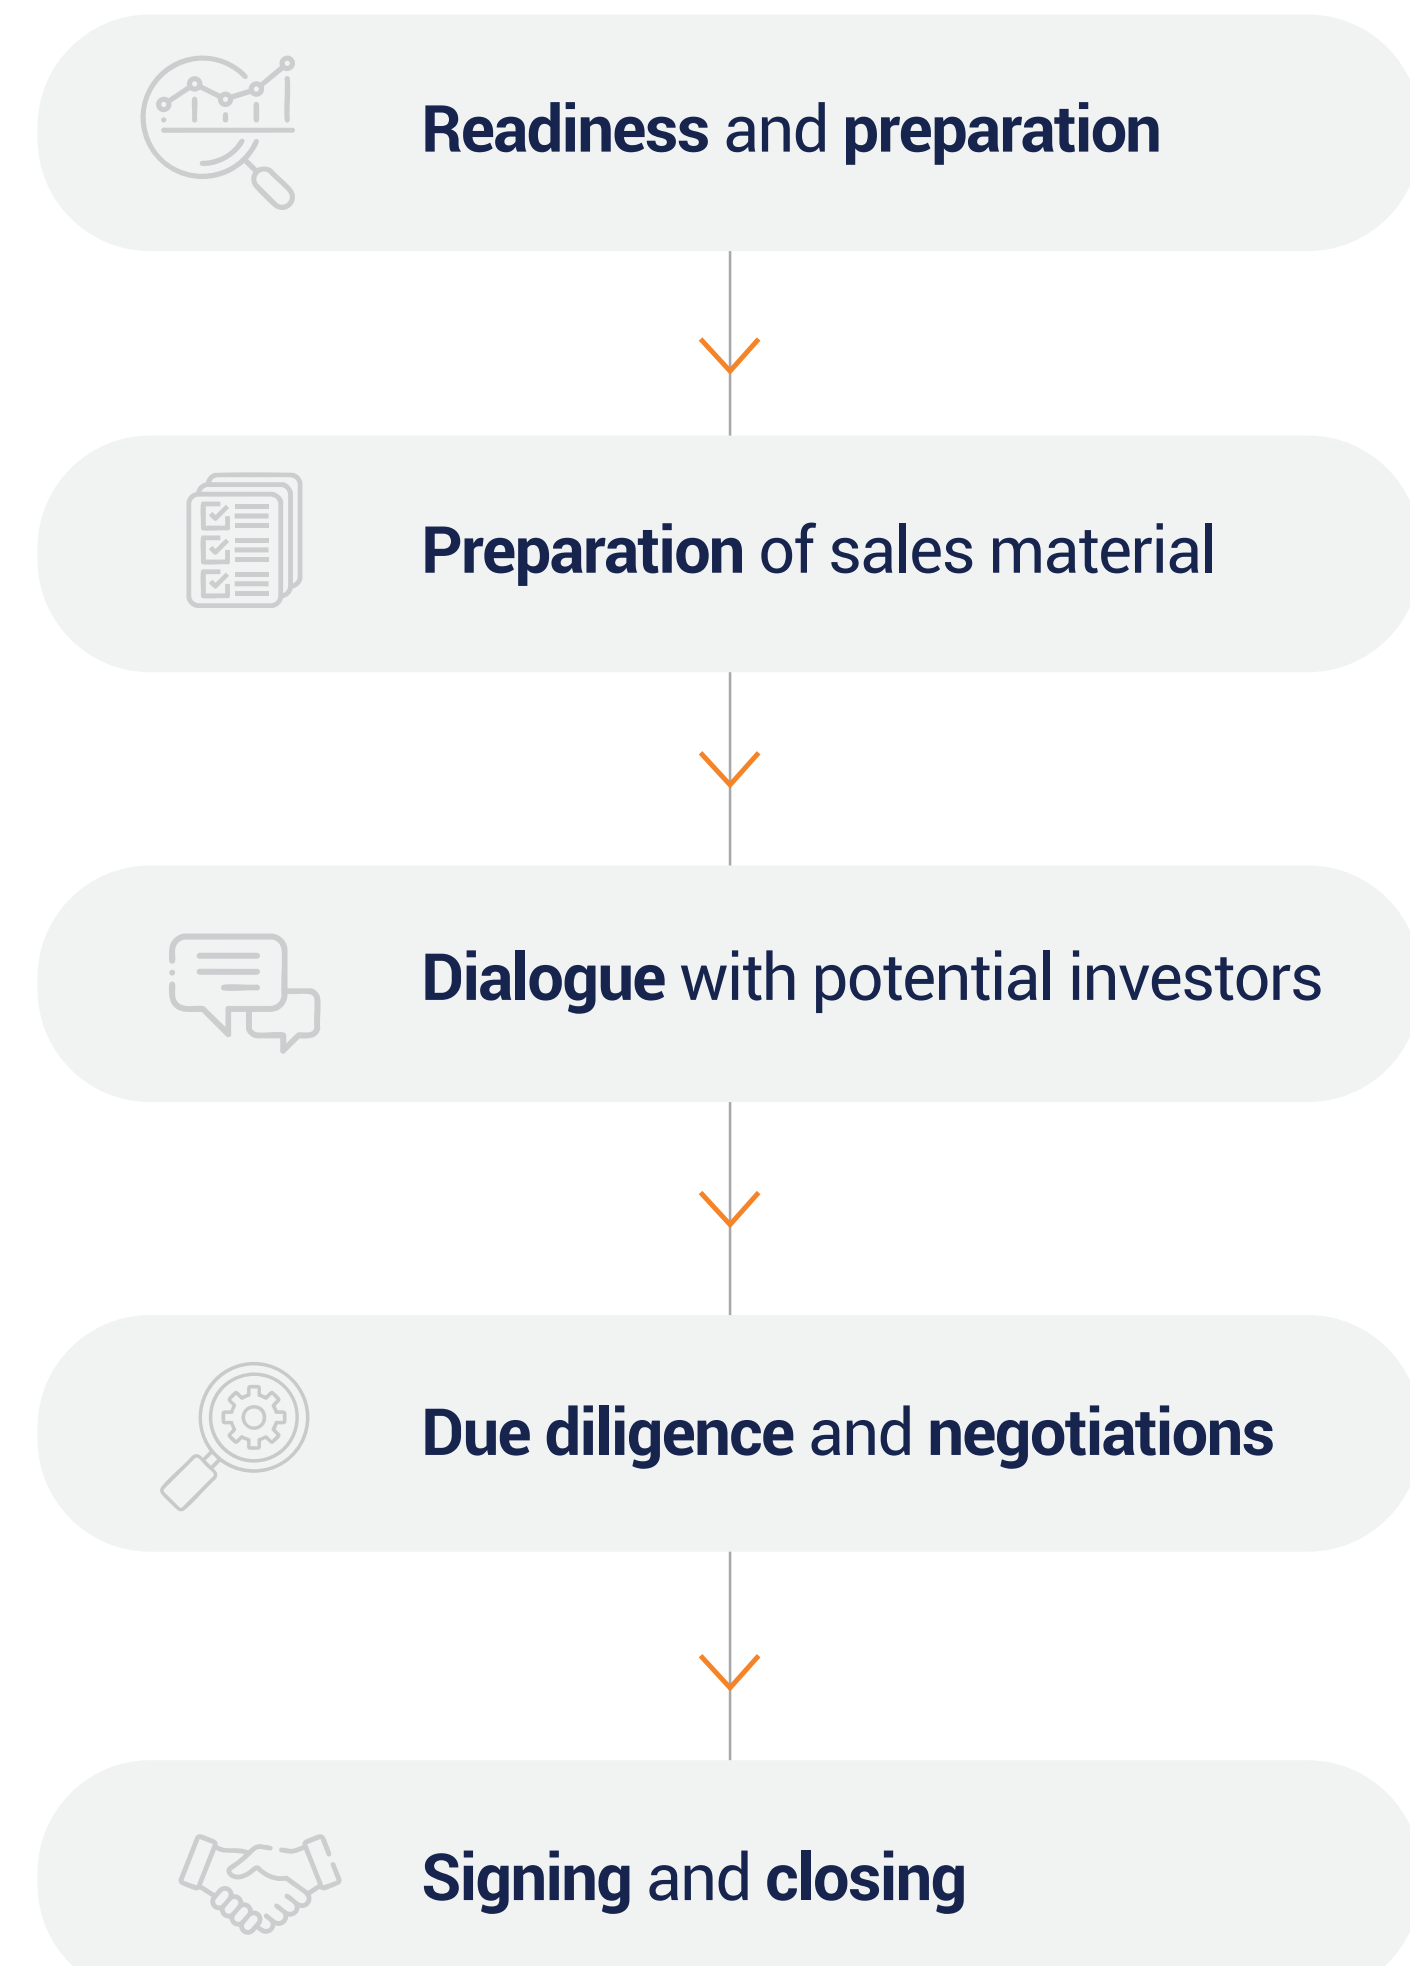 Readiness and preparation
Preparation of sales material
Dialogue with potential investors
Due diligence and negotiations
Signing and closing